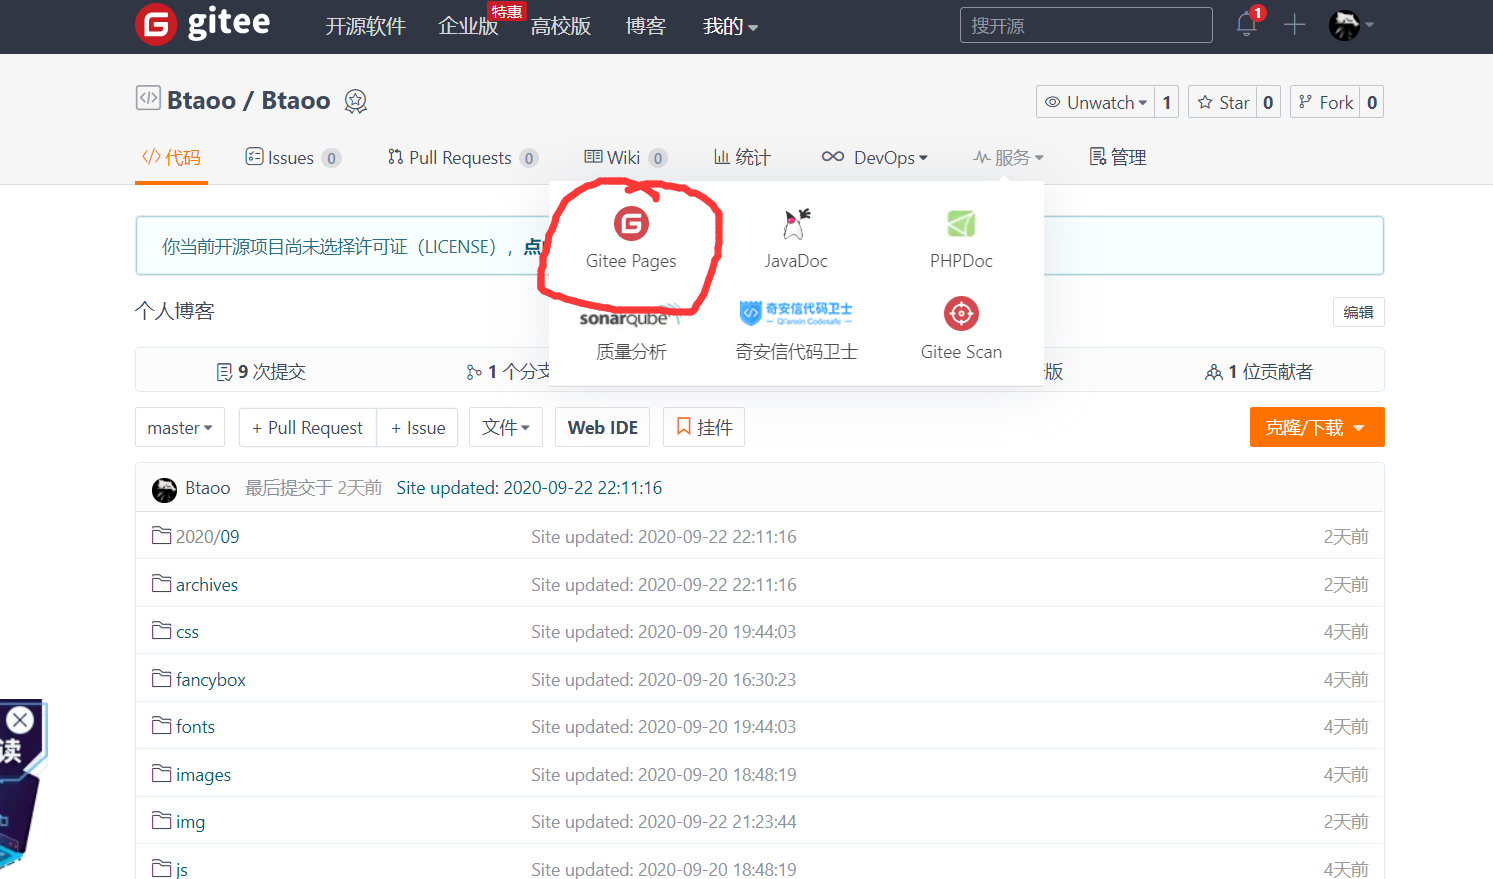 gitee 开源软件 企业版 特惠 高校版 博客 我的 搜开源 1
Btaoo / Btaoo Unwatch 1 Star 0 Fork 0
代码 Issues 0 Pull Requests 0 Wiki 0 统计 DevOps 服务 管理
你当前开源项目尚未选择许可证（LICENSE），点
Gitee Pages JavaDoc PHPDoc
个人博客 编辑
sonarqube 奇安信代码卫士
Qi'anxin Codesafe
质量分析 奇安信代码卫士 Gitee Scan
9 次提交 1 个分支 版 1 位贡献者
master + Pull Request + Issue 文件 Web IDE 挂件 克隆/下载
Btaoo 最后提交于 2天前 Site updated: 2020-09-22 22:11:16
2020/09 Site updated: 2020-09-22 22:11:16 2天前
archives Site updated: 2020-09-22 22:11:16 2天前
css Site updated: 2020-09-20 19:44:03 4天前
fancybox Site updated: 2020-09-20 16:30:23 4天前
fonts Site updated: 2020-09-20 19:44:03 4天前
读
images Site updated: 2020-09-20 18:48:19 4天前
img Site updated: 2020-09-22 21:23:44 2天前
js Site updated: 2020-09-20 18:48:19 4天前